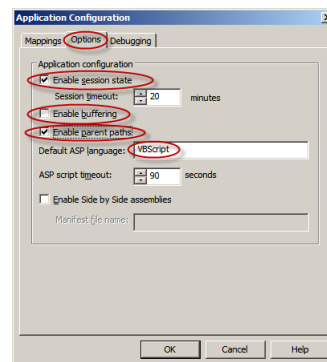 Application Configuration
Mappings Options Debugging
Application configuration
Enable session state
Session timeout: 20 minutes
Enable buffering
Enable parent paths
Default ASP language: VBScript
ASP script timeout: 90 seconds
Enable Side by Side assemblies
Manifest file name:
OK Cancel Help